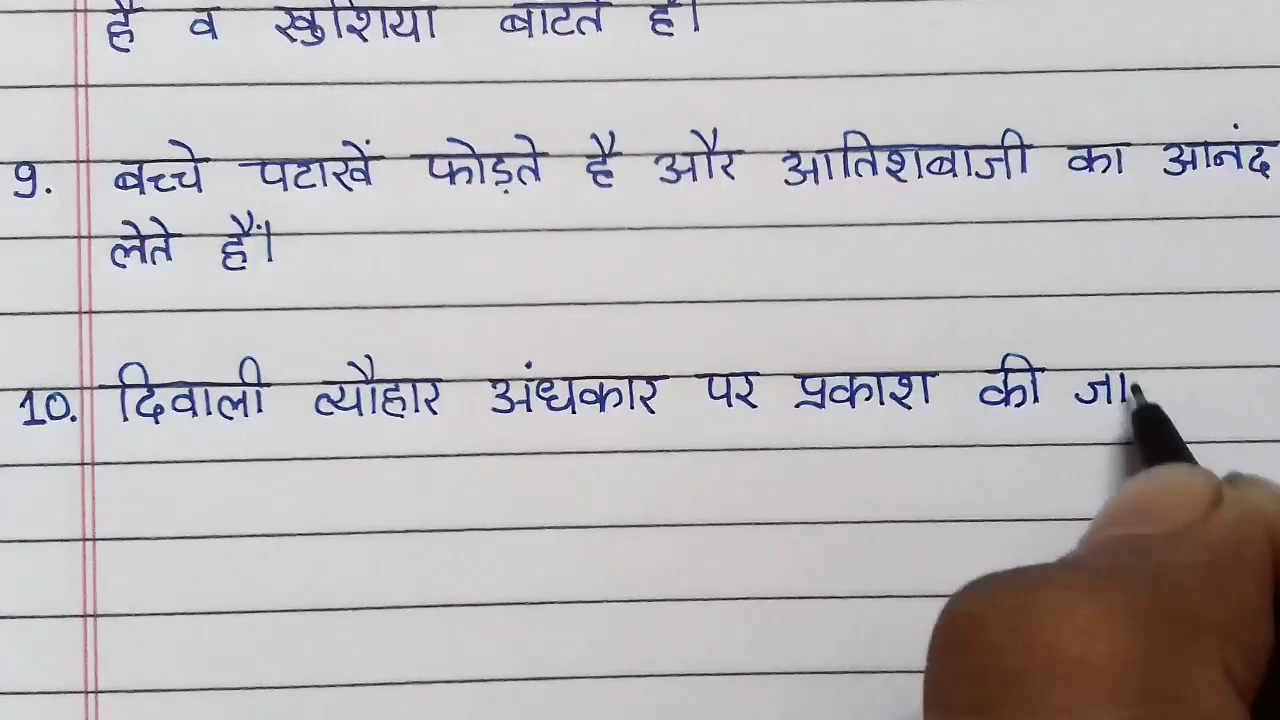 है व खुशिया बाटते हैं।
9. बच्चे पटाखें फोड़ते है और आतिशबाजी का आनंद
लेते हैं।
10. दिवाली त्यौहार अंधकार पर प्रकाश की जा